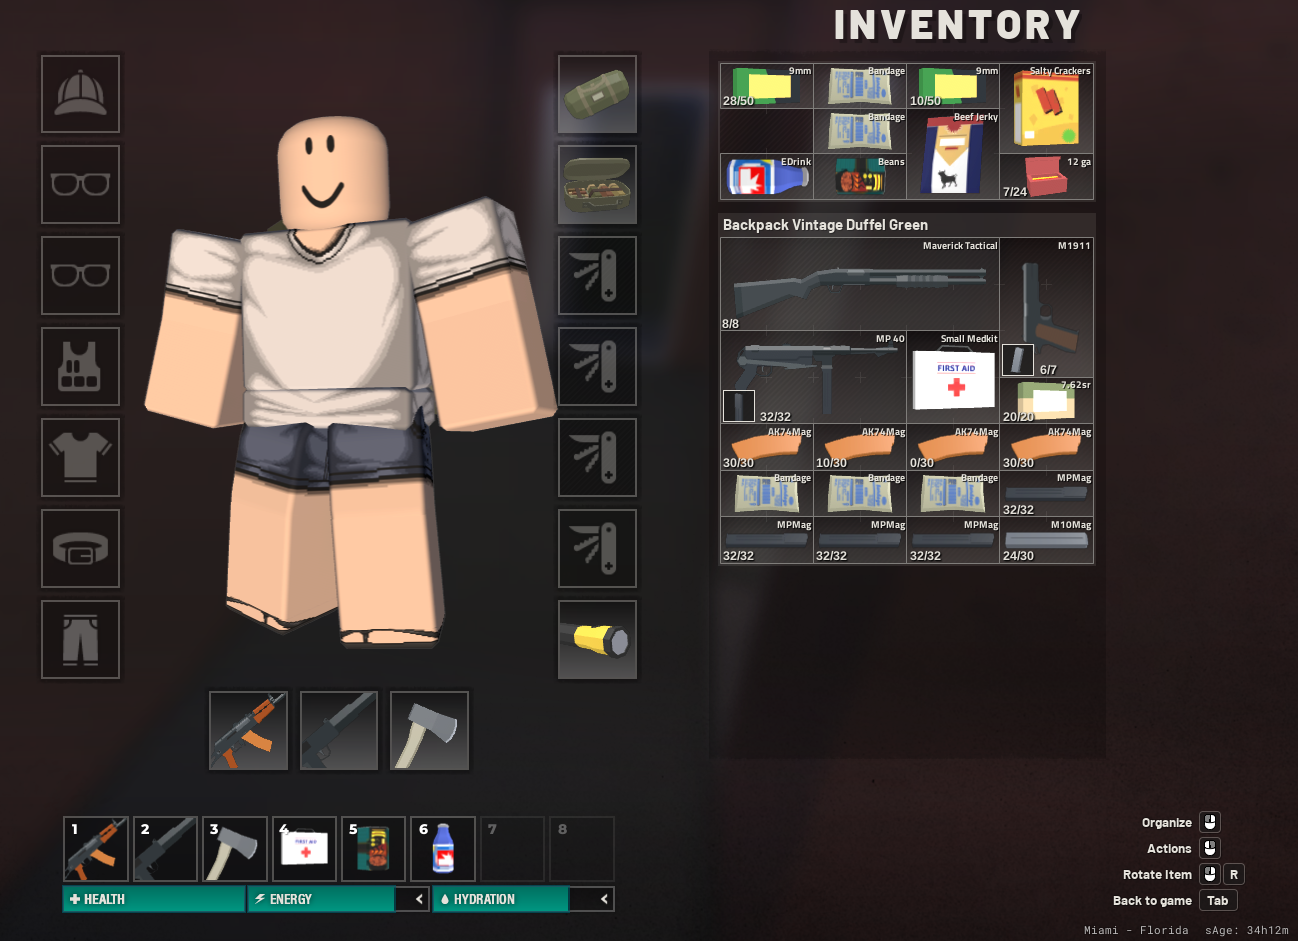 INVENTORY
9mm
28/50
Bandage
9mm
10/50
Salty Crackers
Bandage
Beef Jerky
EDrink
Beans
12 ga
7/24
Backpack Vintage Duffel Green
Maverick Tactical
8/8
M1911
6/7
MP 40
32/32
Small Medkit
FIRST AID
7.62sr
20/20
AK74Mag
30/30
AK74Mag
10/30
AK74Mag
0/30
AK74Mag
30/30
Bandage
Bandage
Bandage
MPMag
32/32
MPMag
32/32
MPMag
32/32
MPMag
32/32
M10Mag
24/30
1
2
3
4
FIRST AID
5
6
7
8
HEALTH
ENERGY
<
HYDRATION
<
Organize
Actions
Rotate Item
R
Back to game
Tab
Miami - Florida sAge: 34h12m